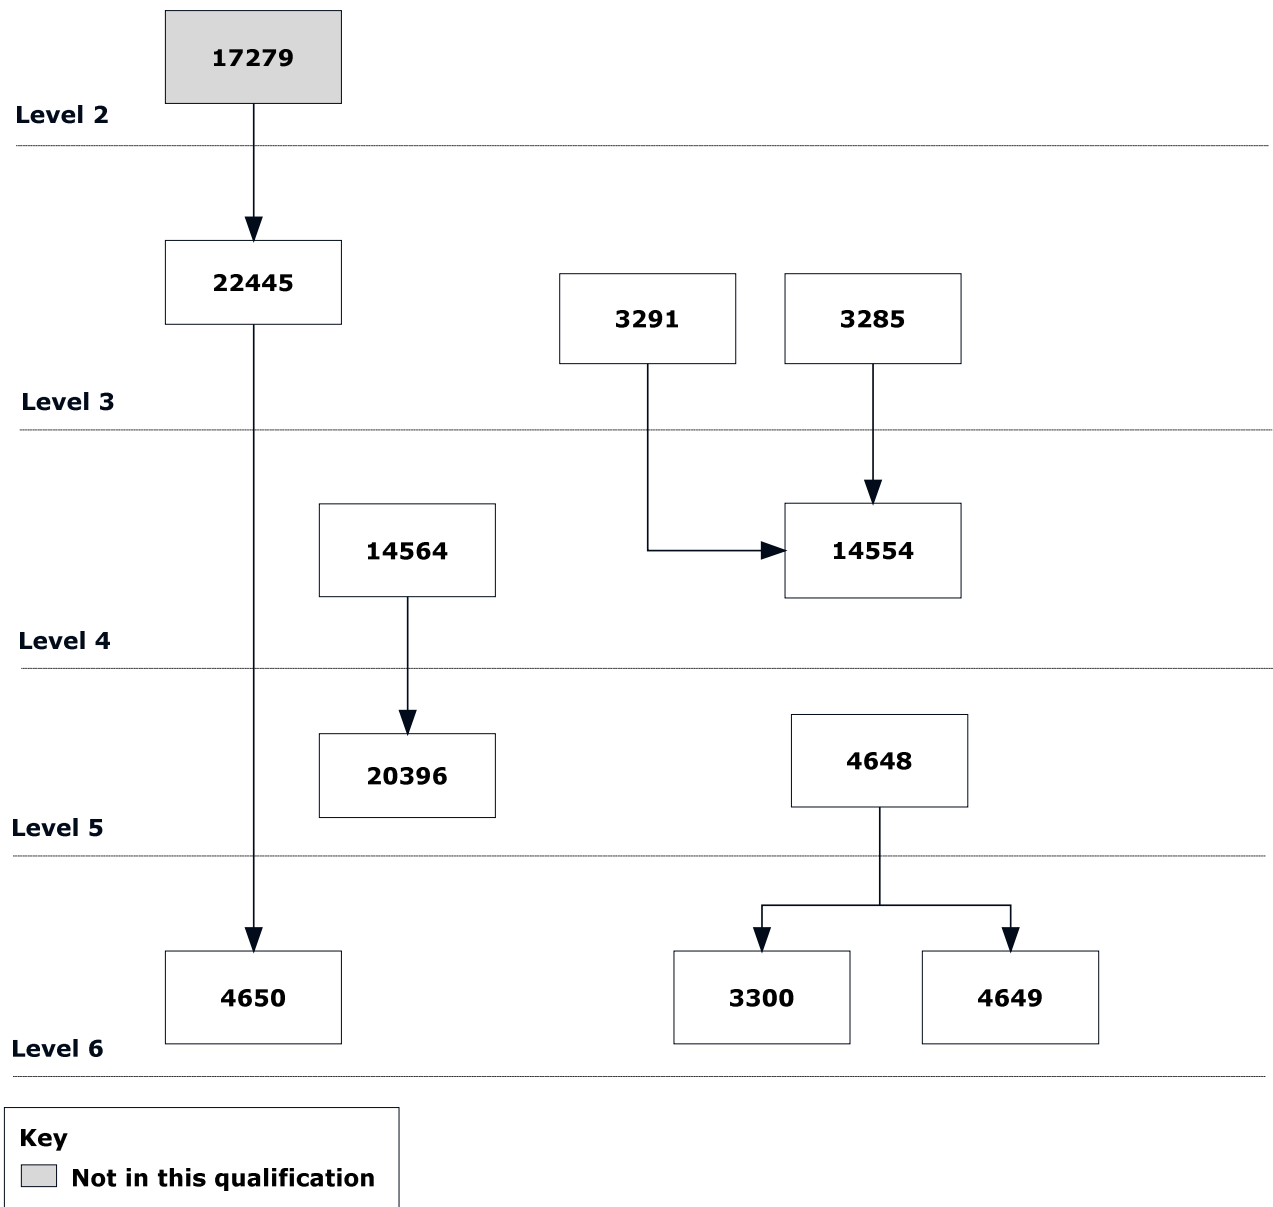 17279
Level 2
22445
3291
3285
Level 3
14564
14554
Level 4
20396
4648
Level 5
4650
3300
4649
Level 6
Key
Not in this qualification